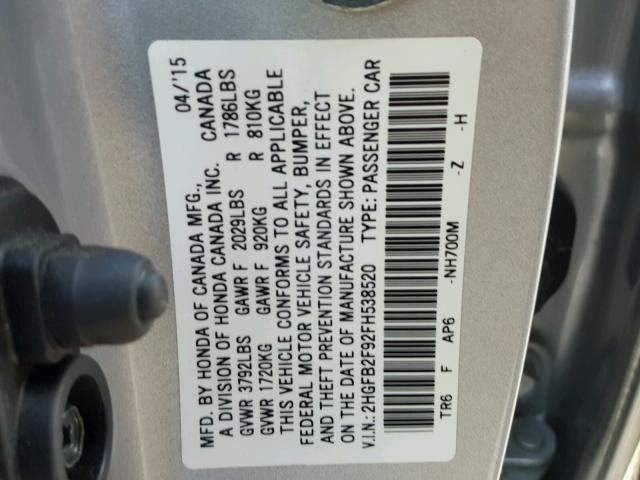 MFD. BY HONDA OF CANADA MFG., 04/'15
A DIVISION OF HONDA CANADA INC. CANADA
GVWR 3792LBS GAWR F 2029LBS R 1786LBS
GVWR 1720KG GAWR F 920KG R 810KG
THIS VEHICLE CONFORMS TO ALL APPLICABLE
FEDERAL MOTOR VEHICLE SAFETY, BUMPER,
AND THEFT PREVENTION STANDARDS IN EFFECT
ON THE DATE OF MANUFACTURE SHOWN ABOVE.
V.I.N.: 2HGFB2F92FH538520 TYPE: PASSENGER CAR
TR6 F AP6 -NH700M -Z -H